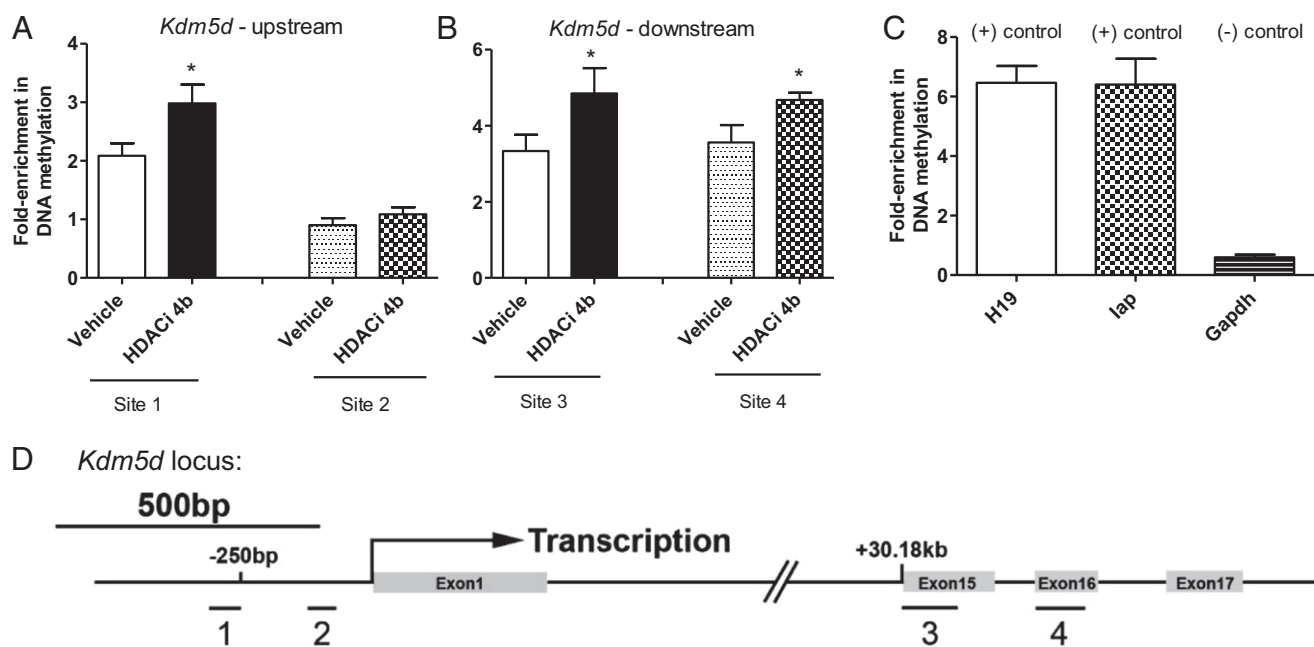 A
Kdm5d - upstream
Fold-enrichment in
DNA methylation
4
3
2
1
0
*
Vehicle
HDACi 4b
Vehicle
HDACi 4b
Site 1
Site 2
B
Kdm5d - downstream
6
4
2
0
*
*
Vehicle
HDACi 4b
Vehicle
HDACi 4b
Site 3
Site 4
C
(+) control
(+) control
(-) control
Fold-enrichment in
DNA methylation
8
6
4
2
0
H19
Iap
Gapdh
D
Kdm5d locus:
500bp
-250bp
Transcription
+30.18kb
Exon1
Exon15
Exon16
Exon17
1
2
3
4